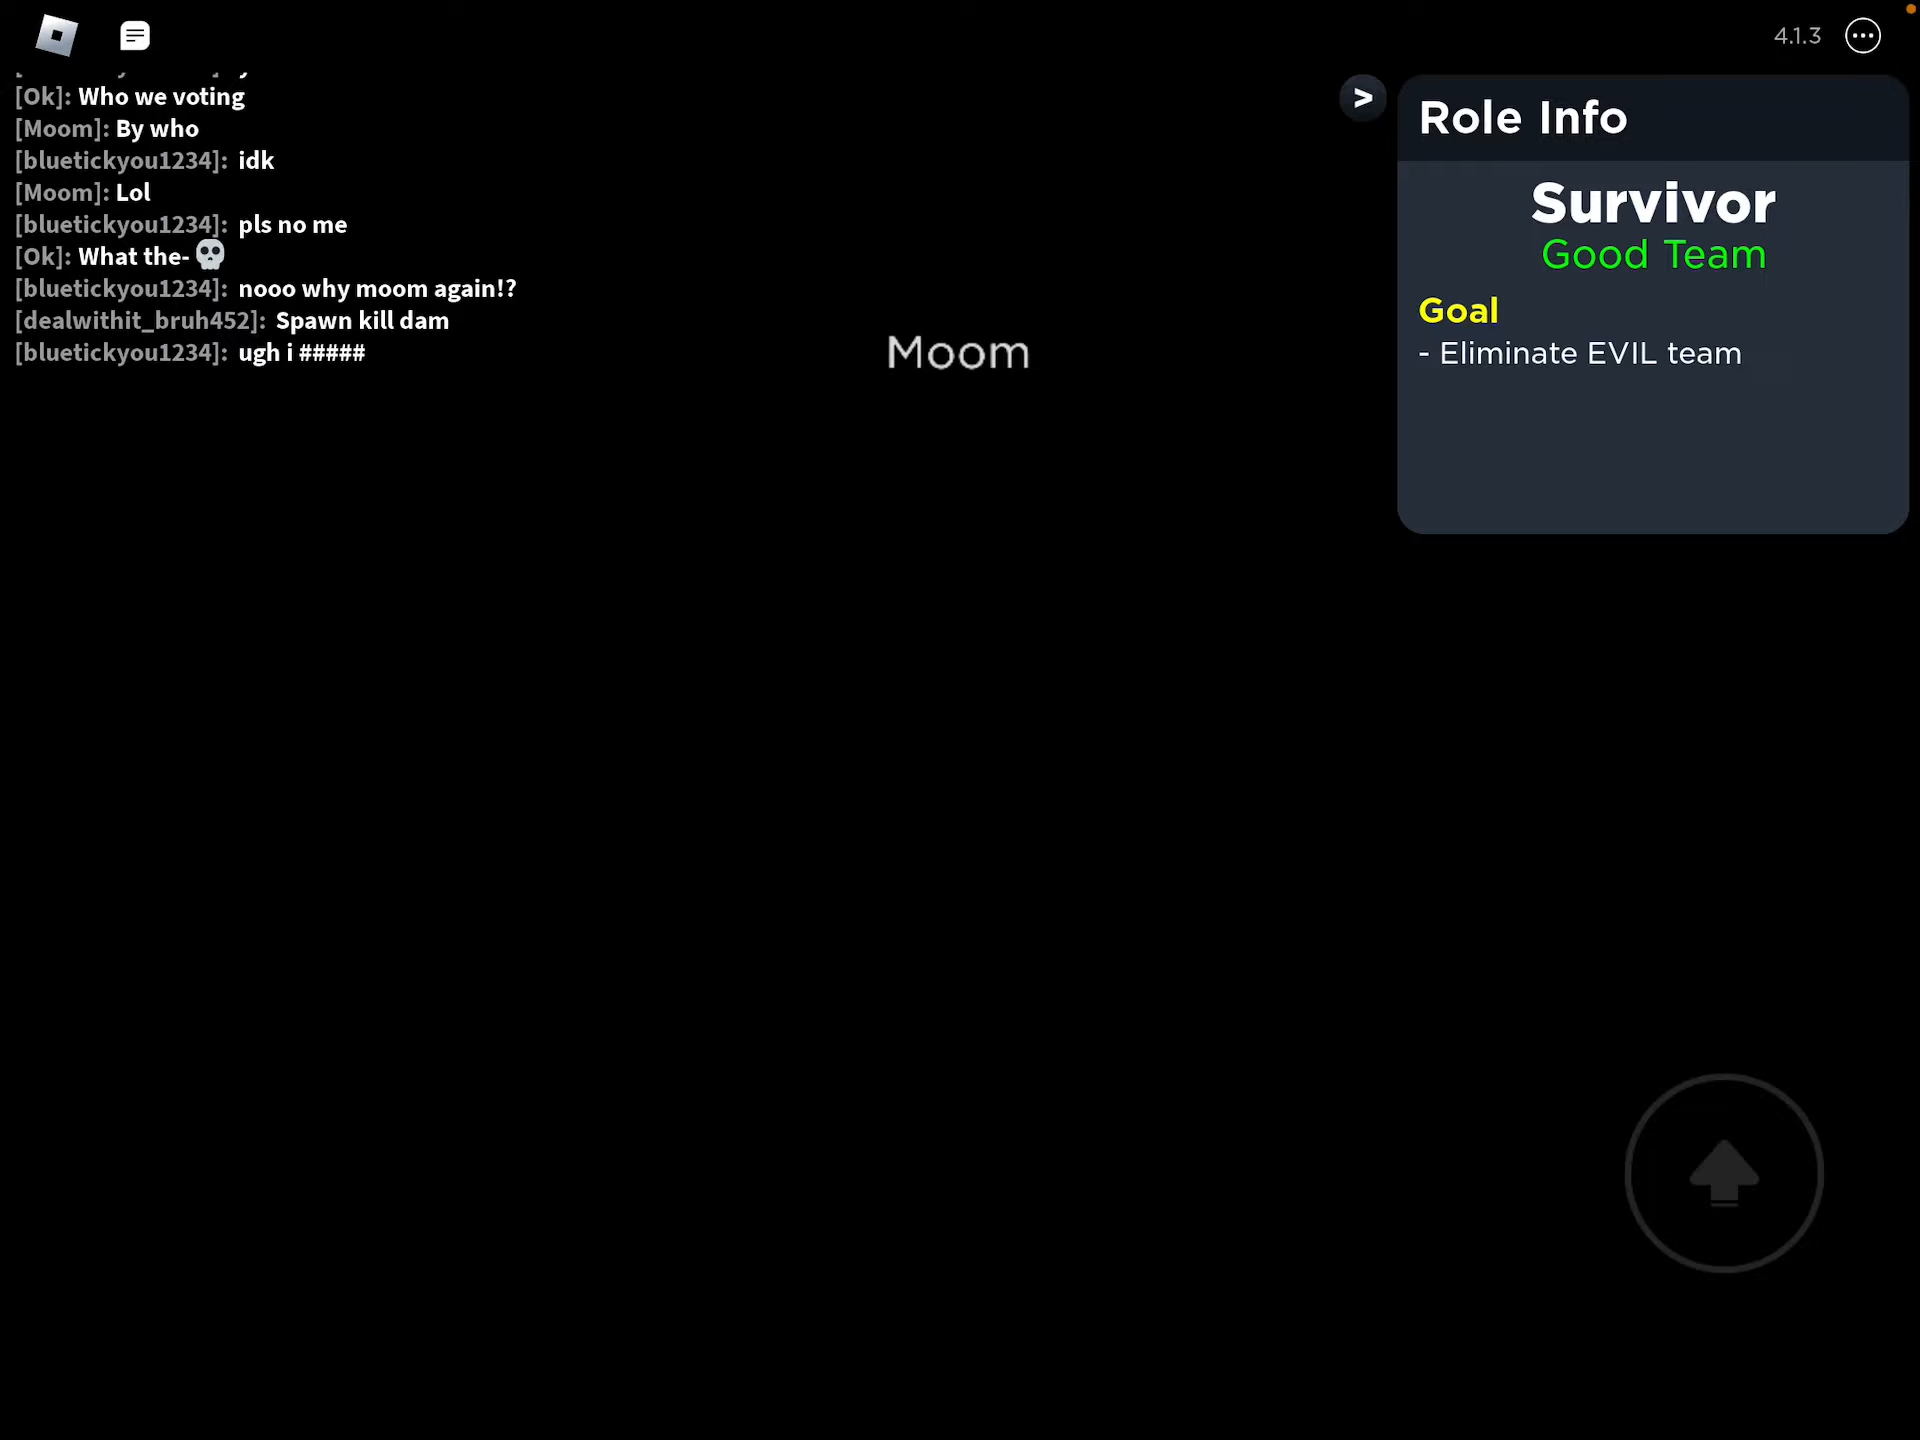 4.1.3
[Ok]: Who we voting
[Moom]: By who
[bluetickyou1234]: idk
[Moom]: Lol
[bluetickyou1234]: pls no me
[Ok]: What the- 💀
[bluetickyou1234]: nooo why moom again!?
[dealwithit_bruh452]: Spawn kill dam
[bluetickyou1234]: ugh i #####
Moom
>
Role Info
Survivor
Good Team
Goal
- Eliminate EVIL team